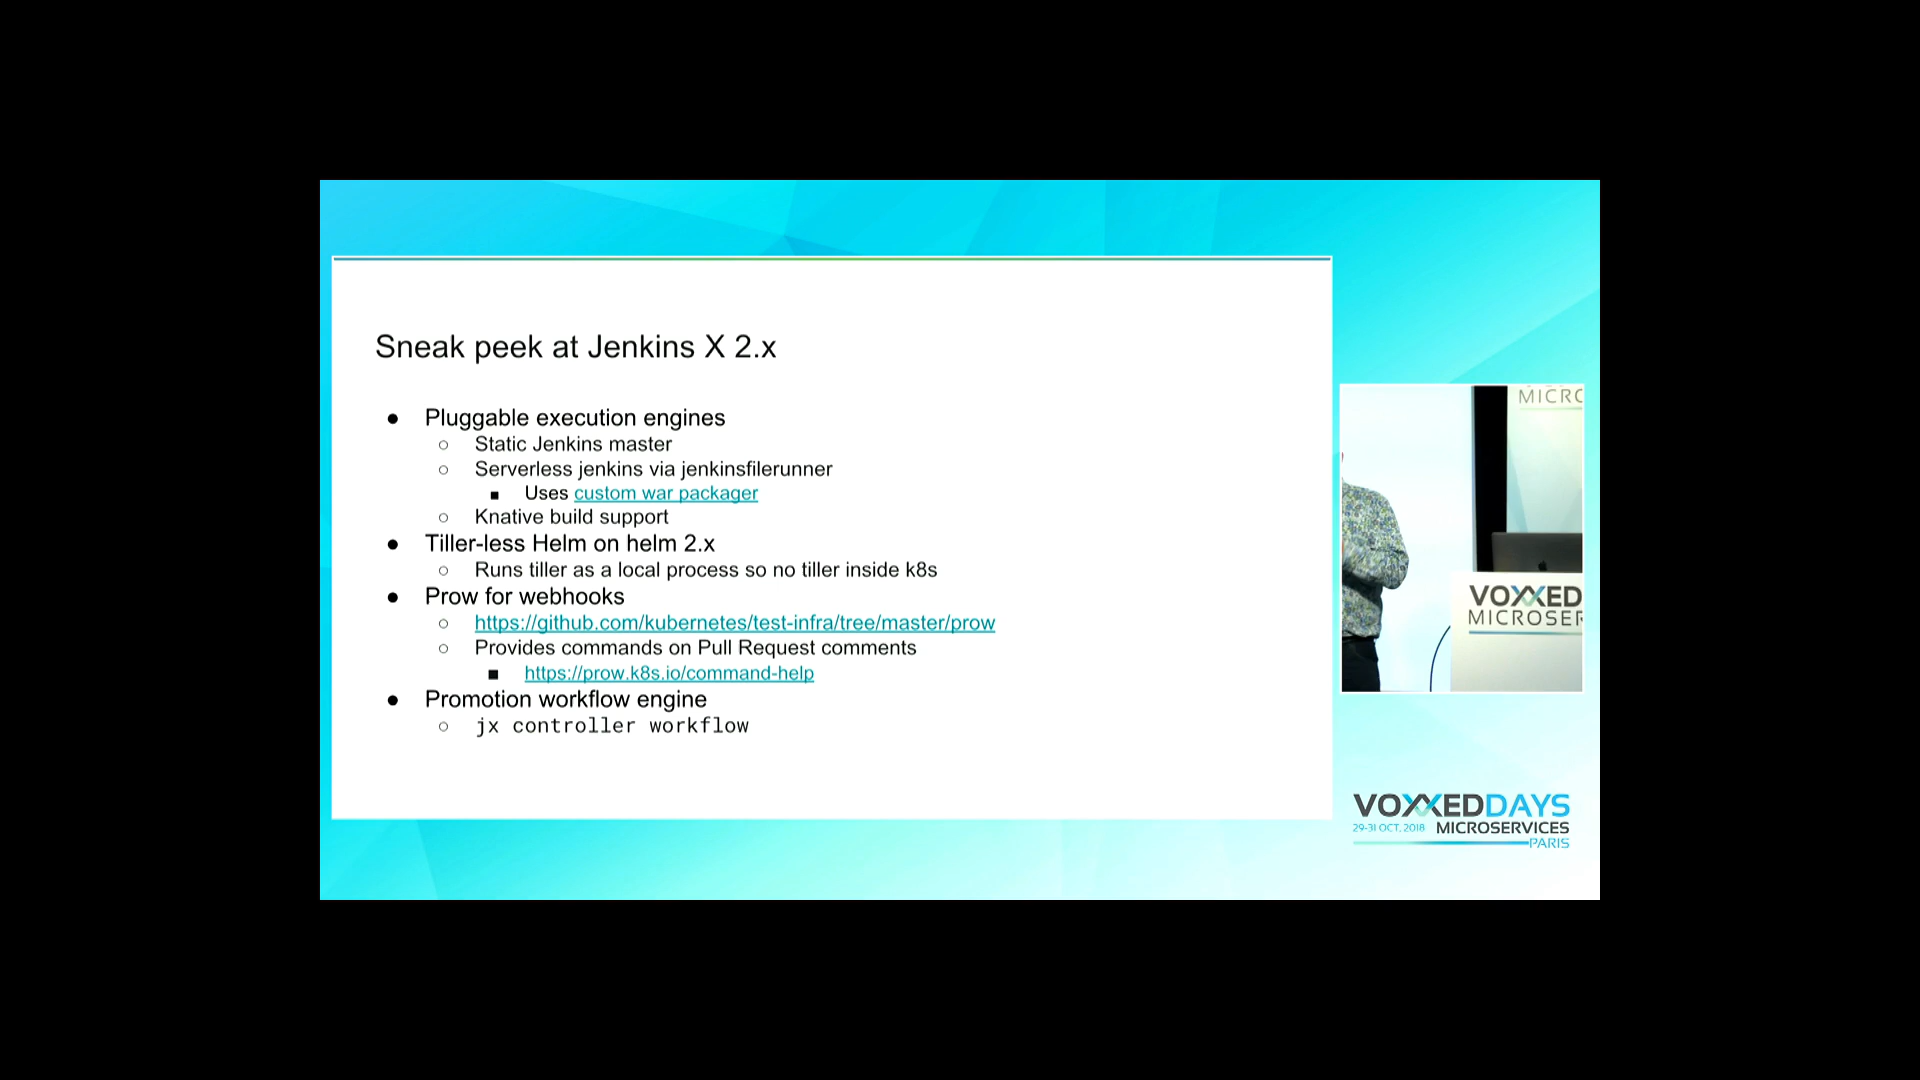 Sneak peek at Jenkins X 2.x
● Pluggable execution engines
○ Static Jenkins master
○ Serverless jenkins via jenkinsfilerunner
■ Uses custom war packager
○ Knative build support
● Tiller-less Helm on helm 2.x
○ Runs tiller as a local process so no tiller inside k8s
● Prow for webhooks
○ https://github.com/kubernetes/test-infra/tree/master/prow
○ Provides commands on Pull Request comments
■ https://prow.k8s.io/command-help
● Promotion workflow engine
○ jx controller workflow
MICRO
VOXXED
MICROSER
VOXXEDDAYS
29-31 OCT. 2018 MICROSERVICES
PARIS